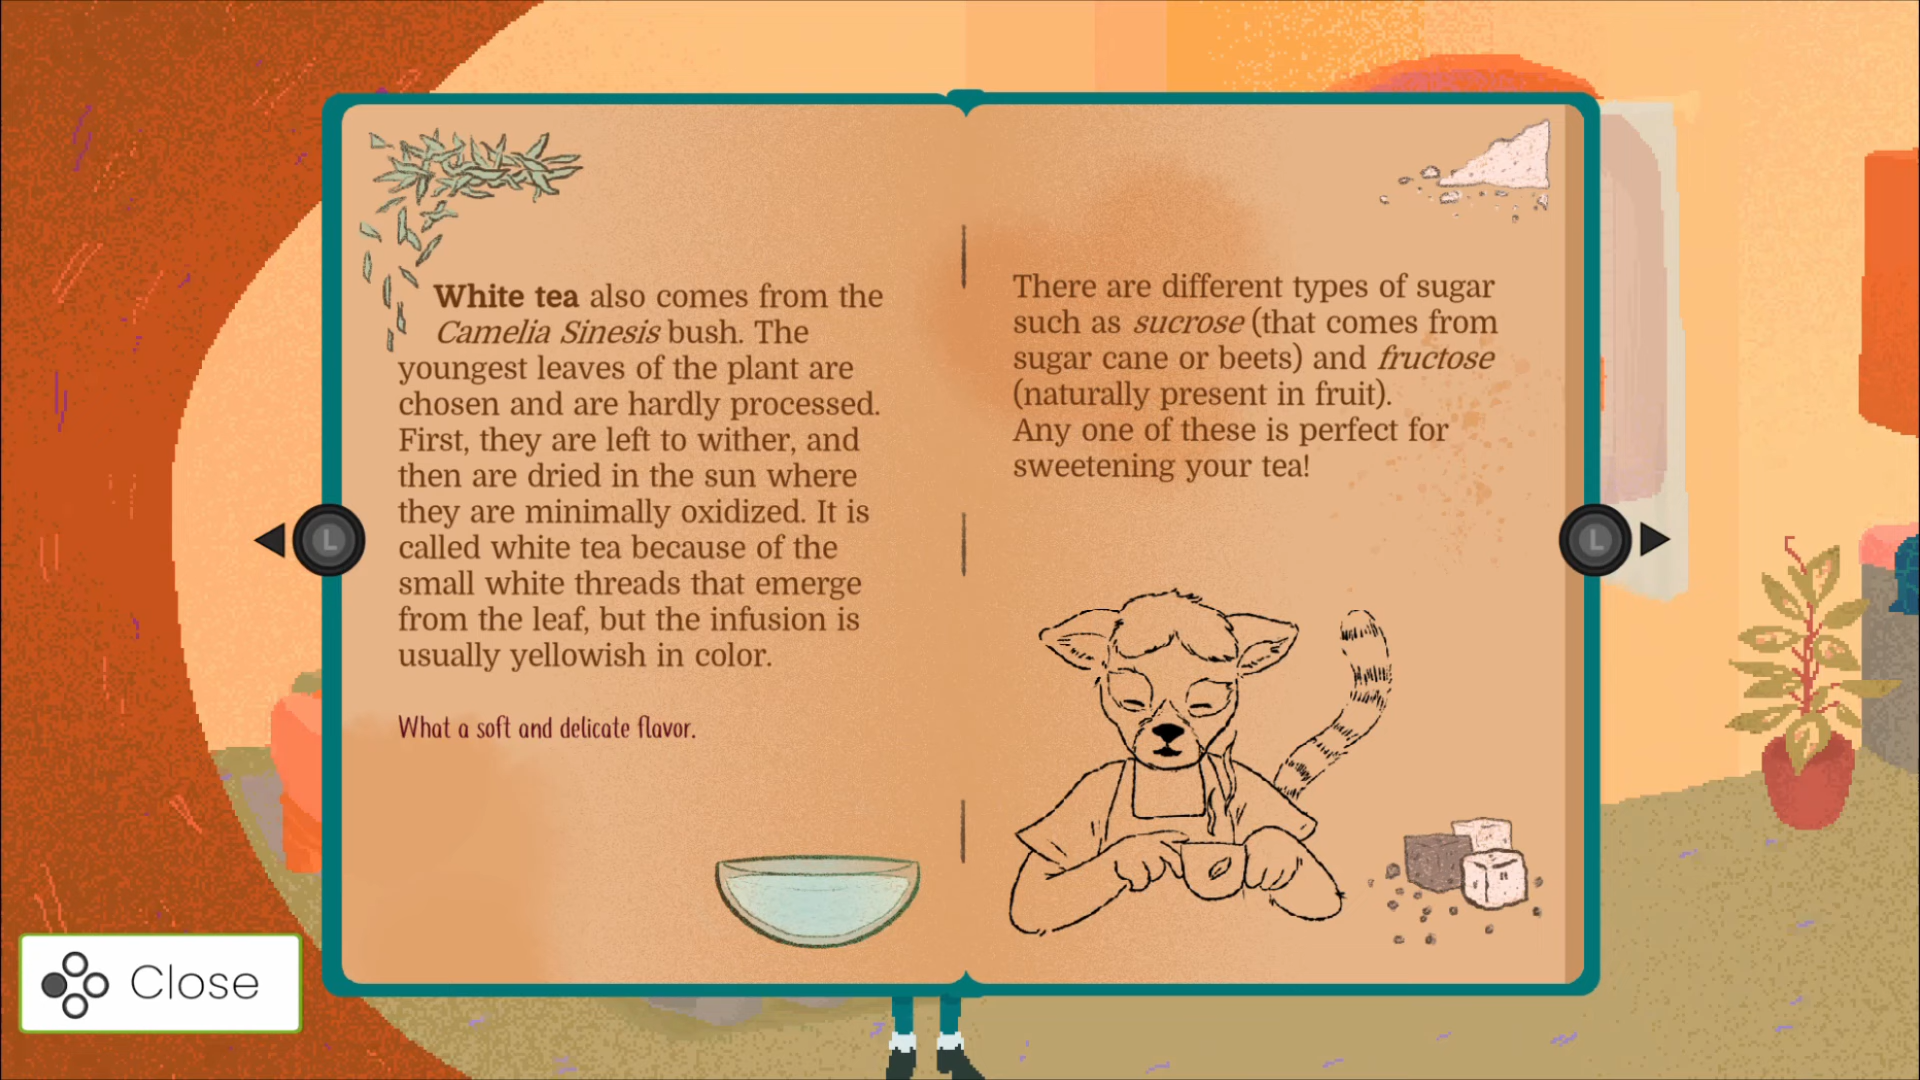 White tea also comes from the
Camelia Sinesis bush. The
youngest leaves of the plant are
chosen and are hardly processed.
First, they are left to wither, and
then are dried in the sun where
they are minimally oxidized. It is
called white tea because of the
small white threads that emerge
from the leaf, but the infusion is
usually yellowish in color.
What a soft and delicate flavor.
There are different types of sugar
such as sucrose (that comes from
sugar cane or beets) and fructose
(naturally present in fruit).
Any one of these is perfect for
sweetening your tea!
L
L
Close